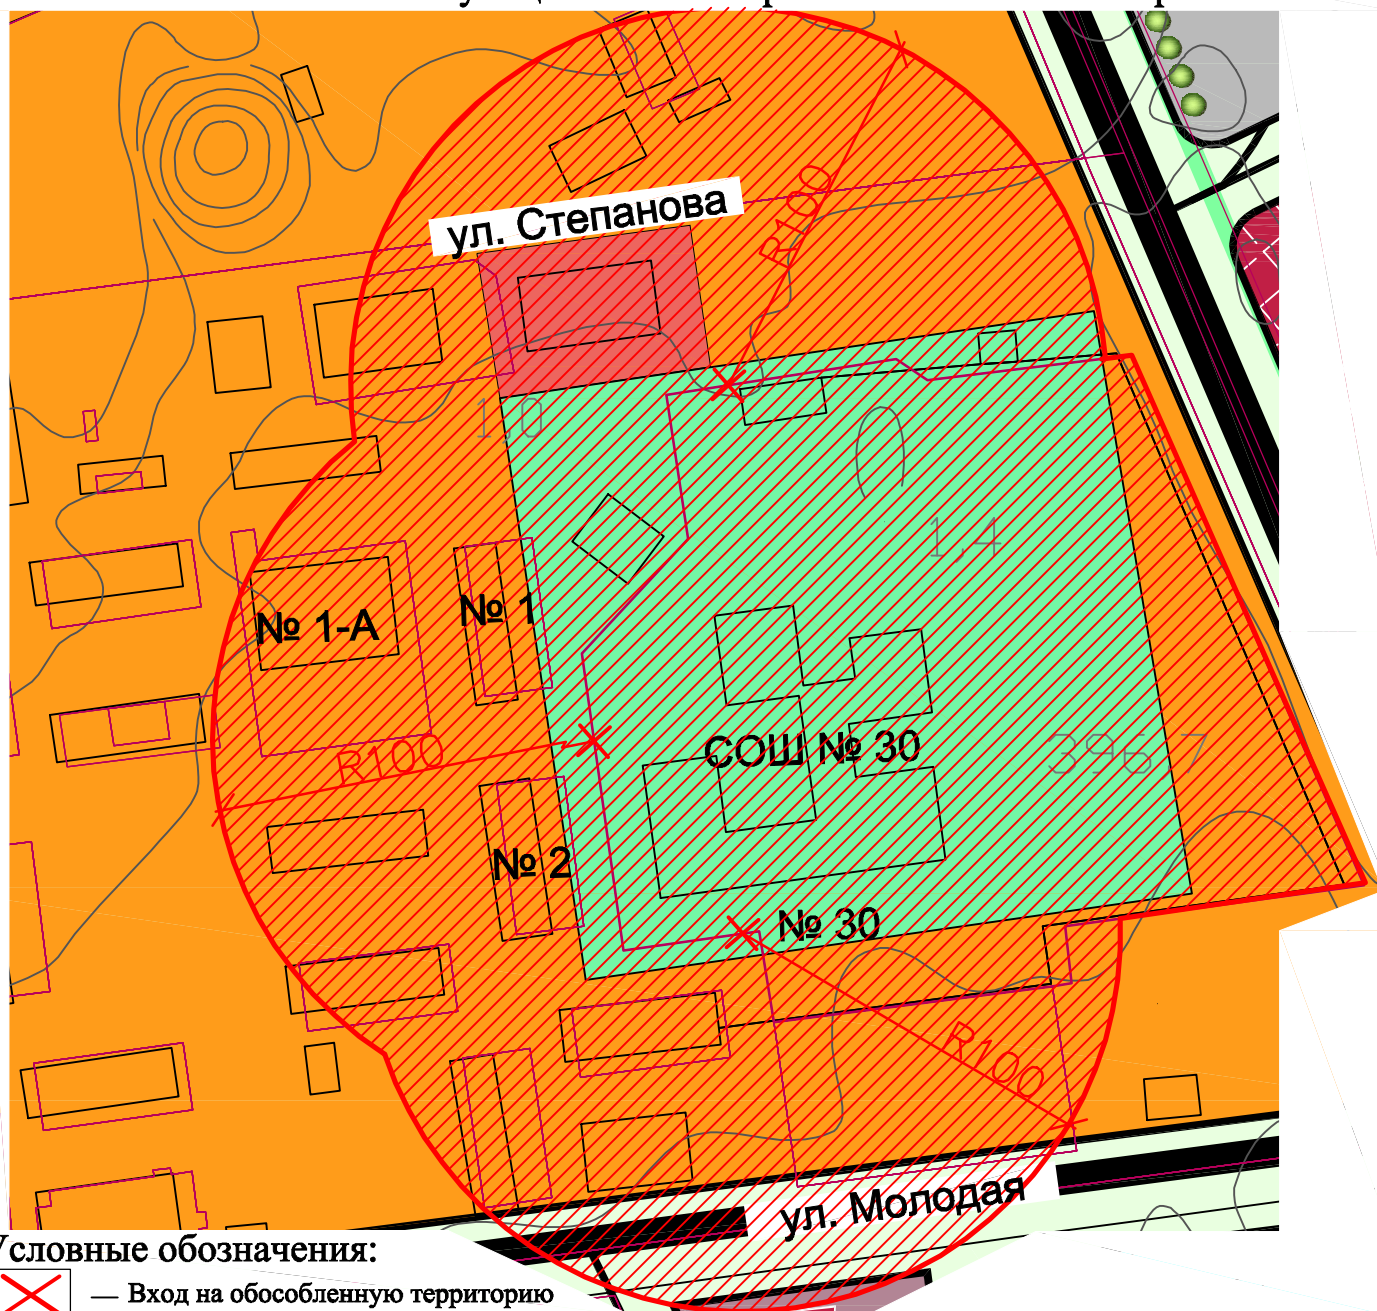 ул. Степанова
R100
1,0
1,4
№ 1-А
№ 1
R100
СОШ № 30
396,7
№ 2
№ 30
R100
ул. Молодая
Условные обозначения:
— Вход на обособленную территорию